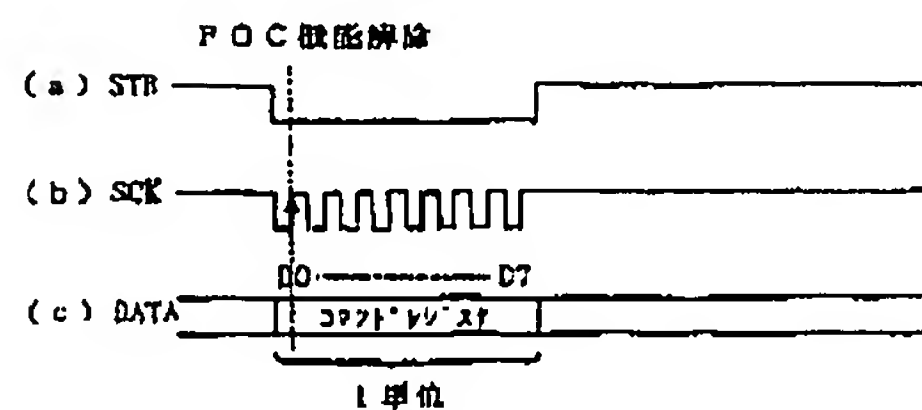 POC機能解除
(a) STB
(b) SCK
D0 D7
(c) DATA
コマンドレジスタ
1単位